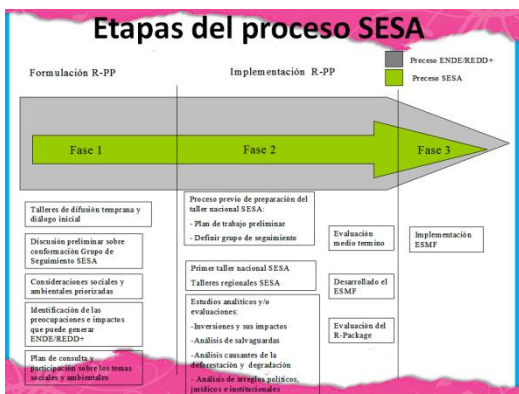 Etapas del proceso SESA
Formulación R-PP
Implementación R-PP
Preceso ENDE/REDD+
Preceso SESA
Fase 1
Fase 2
Fase 3
Talleres de difusión temprana y
diálogo inicial
Discusión preliminar sobre
conformación Grupo de
Seguimiento SESA
Consideraciones sociales y
ambientales priorizadas
Identificación de las
preocupaciones e impactos
que puede generar
ENDE/REDD+
Plan de consulta y
participación sobre los temas
sociales y ambientales
Proceso previo de preparación del
taller nacional SESA:
- Plan de trabajo preliminar
- Definir grupo de seguimiento
Primer taller nacional SESA
Talleres regionales SESA
Estudios analíticos y/o
evaluaciones:
-Inversiones y sus impactos
-Análisis de salvaguardas
-Análisis causantes de la
deforestación y degradación
- Análisis de arreglos políticos,
jurídicos e institucionales
Evaluación
medio termino
Desarrollado el
ESMF
Evaluación del
R-Package
Implementación
ESMF